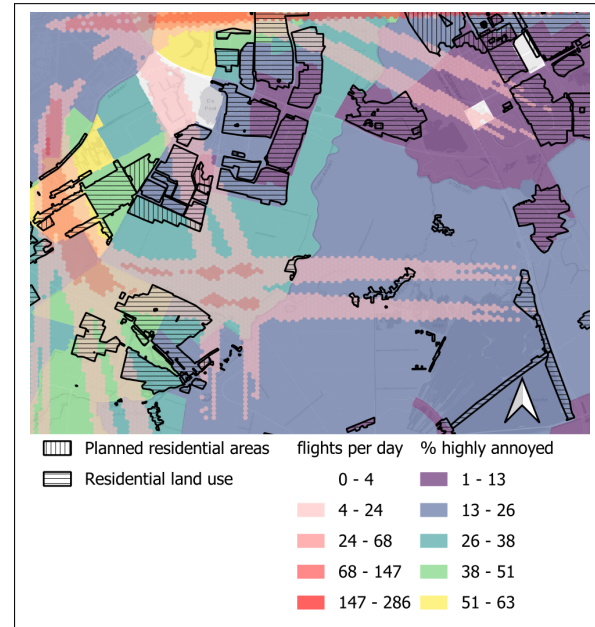 Planned residential areas
Residential land use
flights per day
0 - 4
4 - 24
24 - 68
68 - 147
147 - 286
% highly annoyed
1 - 13
13 - 26
26 - 38
38 - 51
51 - 63